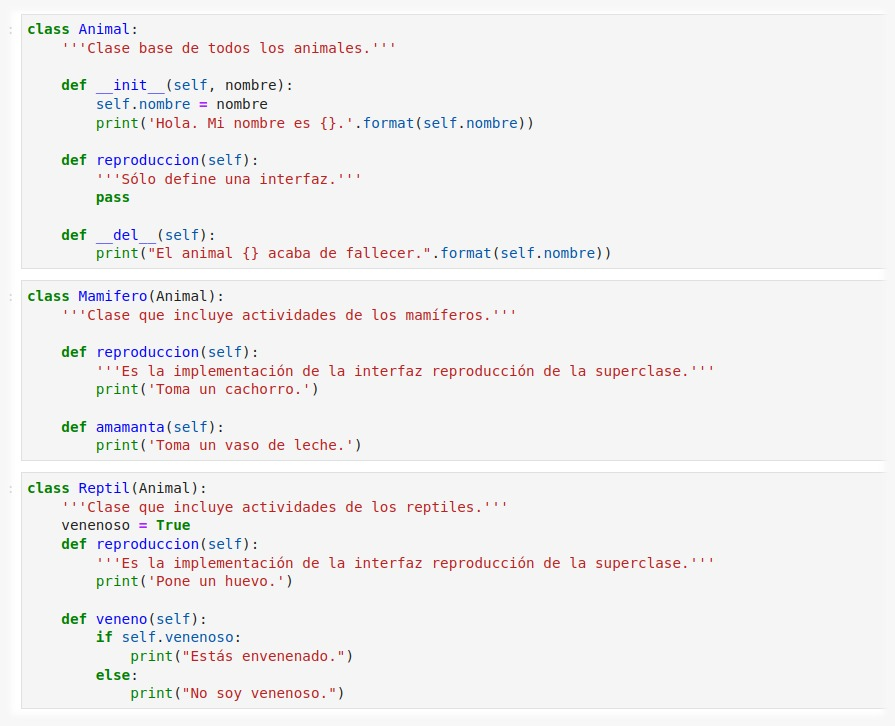 class Animal:
    '''Clase base de todos los animales.'''

    def __init__(self, nombre):
        self.nombre = nombre
        print('Hola. Mi nombre es {}.'.format(self.nombre))

    def reproduccion(self):
        '''Sólo define una interfaz.'''
        pass

    def __del__(self):
        print("El animal {} acaba de fallecer.".format(self.nombre))

class Mamifero(Animal):
    '''Clase que incluye actividades de los mamíferos.'''

    def reproduccion(self):
        '''Es la implementación de la interfaz reproducción de la superclase.'''
        print('Toma un cachorro.')

    def amamanta(self):
        print('Toma un vaso de leche.')

class Reptil(Animal):
    '''Clase que incluye actividades de los reptiles.'''
    venenoso = True
    def reproduccion(self):
        '''Es la implementación de la interfaz reproducción de la superclase.'''
        print('Pone un huevo.')

    def veneno(self):
        if self.venenoso:
            print("Estás envenenado.")
        else:
            print("No soy venenoso.")